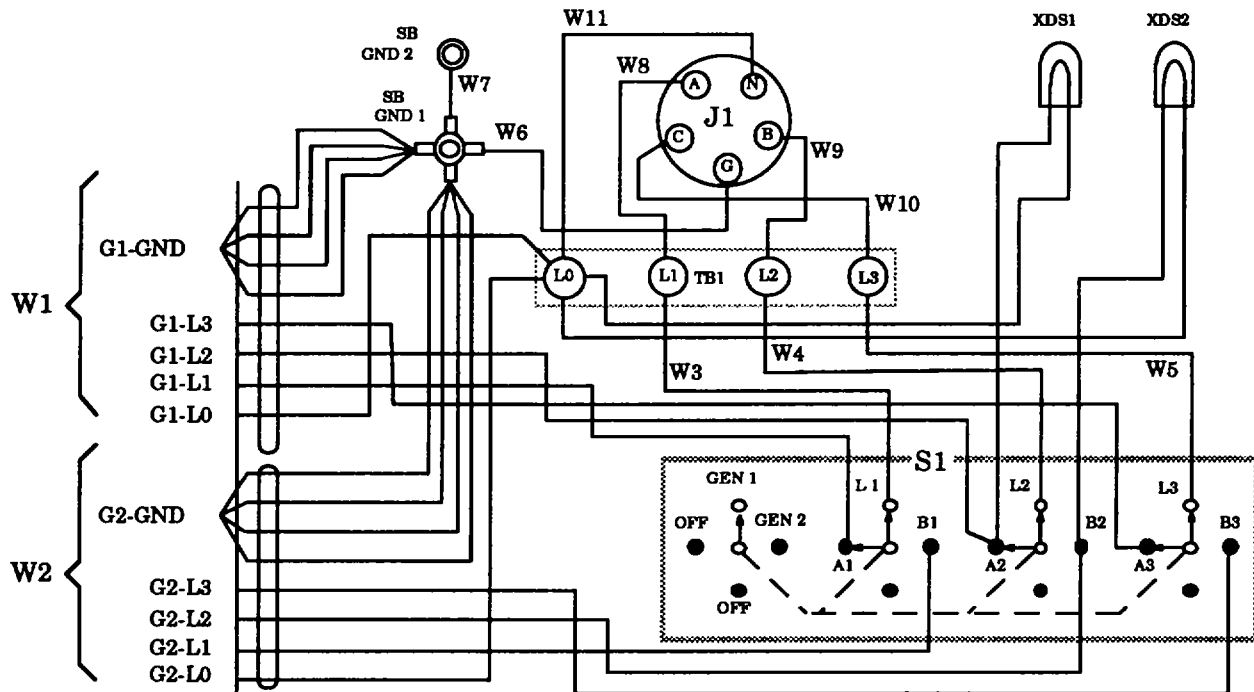 W11
XDS1
XDS2
SB
GND 2
W7
W8
A
N
J1
SB
GND 1
W6
C
B
G
W9
W10
G1-GND
W1
L0
L1
TB1
L2
L3
G1-L3
G1-L2
G1-L1
G1-L0
W3
W4
W5
S1
GEN 1
L1
L2
L3
OFF
GEN 2
B1
B2
B3
A1
A2
A3
OFF
G2-GND
W2
G2-L3
G2-L2
G2-L1
G2-L0